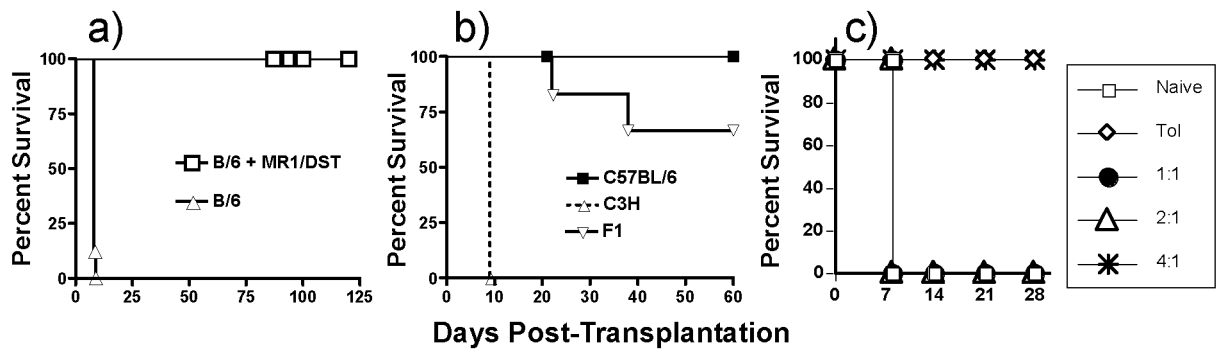 a)
Percent Survival
100
75
50
25
0
0 25 50 75 100 125
B/6 + MR1/DST
B/6
b)
Percent Survival
100
75
50
25
0
0 10 20 30 40 50 60
C57BL/6
C3H
F1
c)
Percent Survival
100
80
60
40
20
0
0 7 14 21 28
Naive
Tol
1:1
2:1
4:1
Days Post-Transplantation